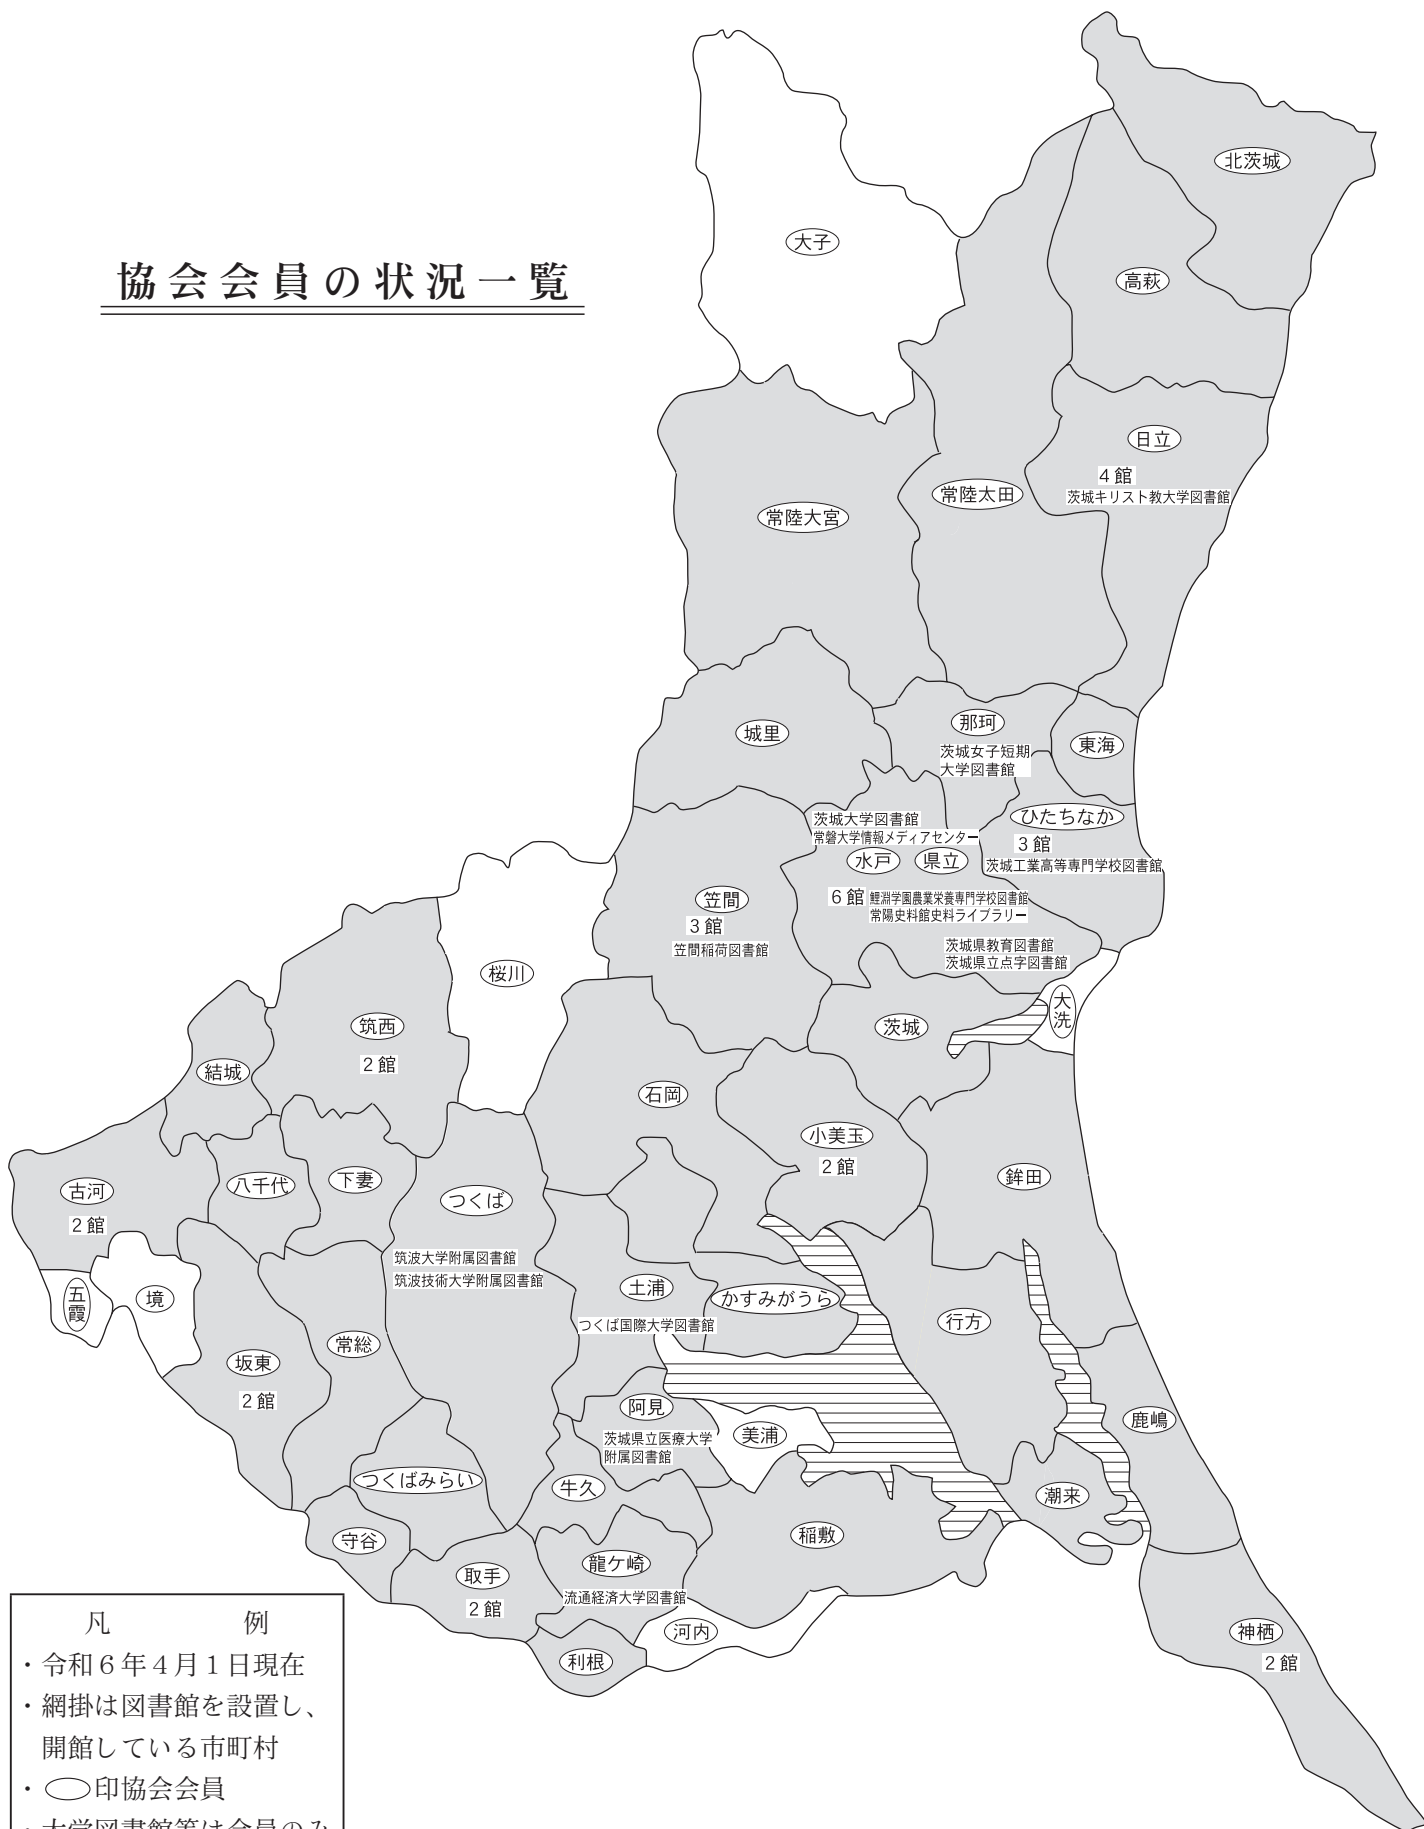 協会会員の状況一覧
北茨城
大子
高萩
日立
４館
茨城キリスト教大学図書館
常陸太田
常陸大宮
城里
那珂
茨城女子短期
大学図書館
東海
ひたちなか
３館
茨城工業高等専門学校図書館
茨城大学図書館
常磐大学情報メディアセンター
水戸
県立
６館
鯉淵学園農業栄養専門学校図書館
常陽史料館史料ライブラリー
茨城県教育図書館
茨城県立点字図書館
笠間
３館
笠間稲荷図書館
桜川
筑西
２館
結城
大洗
茨城
石岡
小美玉
２館
鉾田
古河
２館
八千代
下妻
つくば
筑波大学附属図書館
筑波技術大学附属図書館
土浦
つくば国際大学図書館
かすみがうら
行方
五霞
境
坂東
２館
常総
阿見
茨城県立医療大学
附属図書館
美浦
鹿嶋
つくばみらい
牛久
潮来
守谷
取手
２館
龍ケ崎
流通経済大学図書館
稲敷
河内
利根
神栖
２館
凡例
・令和６年４月１日現在
・網掛は図書館を設置し、
開館している市町村
・印協会会員
・大学図書館等は会員のみ